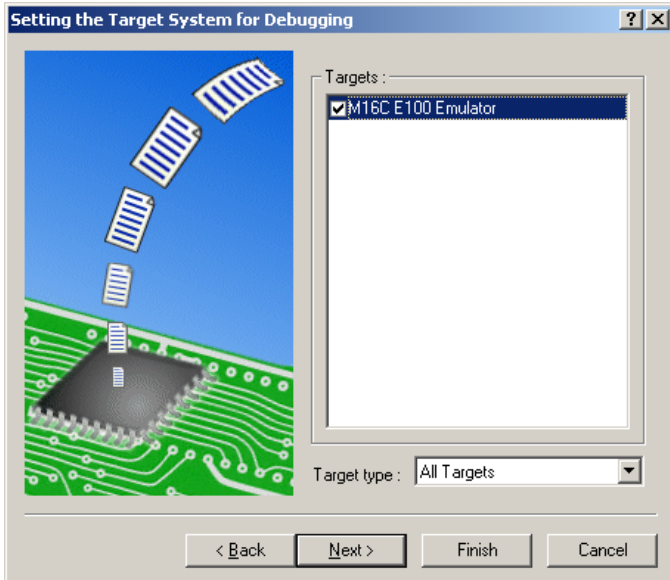 Setting the Target System for Debugging
Targets :
M16C E100 Emulator
Target type : All Targets
< Back Next > Finish Cancel